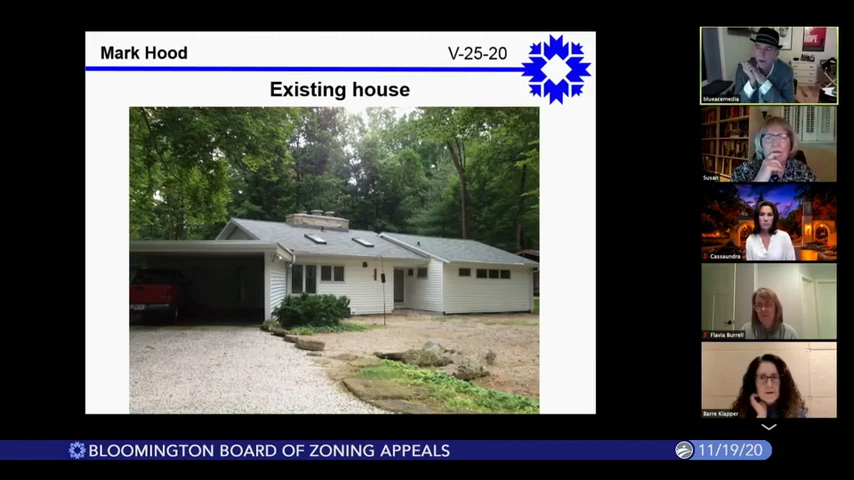 Mark Hood
V-25-20
Existing house
blueacemedia
HOPE
Susan
Cassaundra
Flavia Burrell
Barre Klapper
BLOOMINGTON BOARD OF ZONING APPEALS
11/19/20